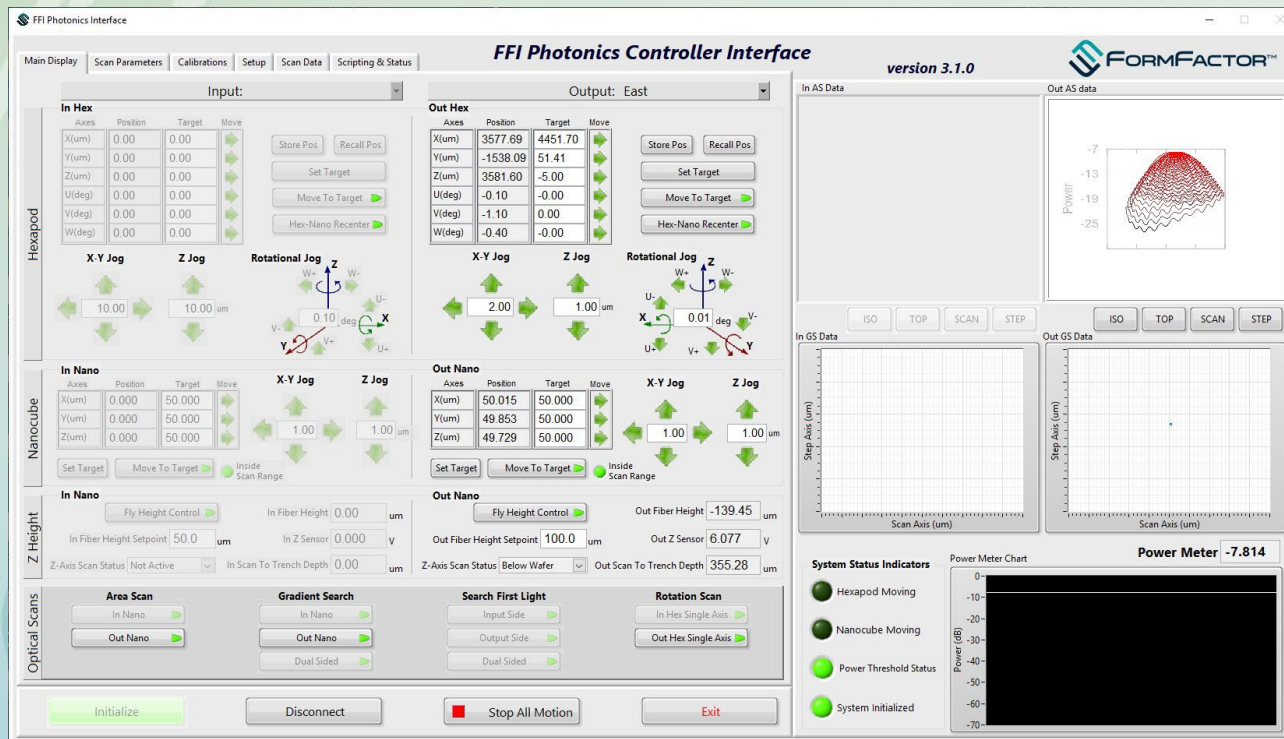 FFI Photonics Interface
FFI Photonics Controller Interface
version 3.1.0
FORMFACTOR™
Main Display Scan Parameters Calibrations Setup Scan Data Scripting & Status
Input:
Output: East
Hexapod
In Hex
Axes Position Target Move
X(um) 0.00 0.00
Y(um) 0.00 0.00
Z(um) 0.00 0.00
U(deg) 0.00 0.00
V(deg) 0.00 0.00
W(deg) 0.00 0.00
Store Pos Recall Pos
Set Target
Move To Target
Hex-Nano Recenter
X-Y Jog Z Jog Rotational Jog
10.00 10.00 um 0.10 deg
Z W+ W- U- X V- Y V+ U+
Out Hex
Axes Position Target Move
X(um) 3577.69 4451.70
Y(um) -1538.09 51.41
Z(um) 3581.60 -5.00
U(deg) -0.10 -0.00
V(deg) -1.10 0.00
W(deg) -0.40 -0.00
Store Pos Recall Pos
Set Target
Move To Target
Hex-Nano Recenter
X-Y Jog Z Jog Rotational Jog
2.00 1.00 um 0.01 deg
Z W+ W- U- X V- U+ V+ Y
Nanocube
In Nano
Axes Position Target Move
X(um) 0.000 50.000
Y(um) 0.000 50.000
Z(um) 0.000 50.000
X-Y Jog Z Jog
1.00 1.00 um
Set Target Move To Target Inside Scan Range
Out Nano
Axes Position Target Move
X(um) 50.015 50.000
Y(um) 49.853 50.000
Z(um) 49.729 50.000
X-Y Jog Z Jog
1.00 1.00 um
Set Target Move To Target Inside Scan Range
Z Height
In Nano
Fly Height Control In Fiber Height 0.00 um
In Fiber Height Setpoint 50.0 um In Z Sensor 0.000 V
Z-Axis Scan Status Not Active In Scan To Trench Depth 0.00 um
Out Nano
Fly Height Control Out Fiber Height -139.45 um
Out Fiber Height Setpoint 100.0 um Out Z Sensor 6.077 V
Z-Axis Scan Status Below Wafer Out Scan To Trench Depth 355.28 um
Optical Scans
Area Scan Gradient Search Search First Light Rotation Scan
In Nano In Nano Input Side In Hex Single Axis
Out Nano Out Nano Output Side Out Hex Single Axis
Dual Sided Dual Sided
Initialize Disconnect Stop All Motion Exit
In AS Data
Out AS data
-7
-13
-19
-25
Power
ISO TOP SCAN STEP
ISO TOP SCAN STEP
In GS Data
Step Axis (um)
Scan Axis (um)
Out GS Data
Step Axis (um)
Scan Axis (um)
System Status Indicators
Hexapod Moving
Nanocube Moving
Power Threshold Status
System Initialized
Power Meter Chart
Power Meter -7.814
Power (dB)
0
-10
-20
-30
-40
-50
-60
-70